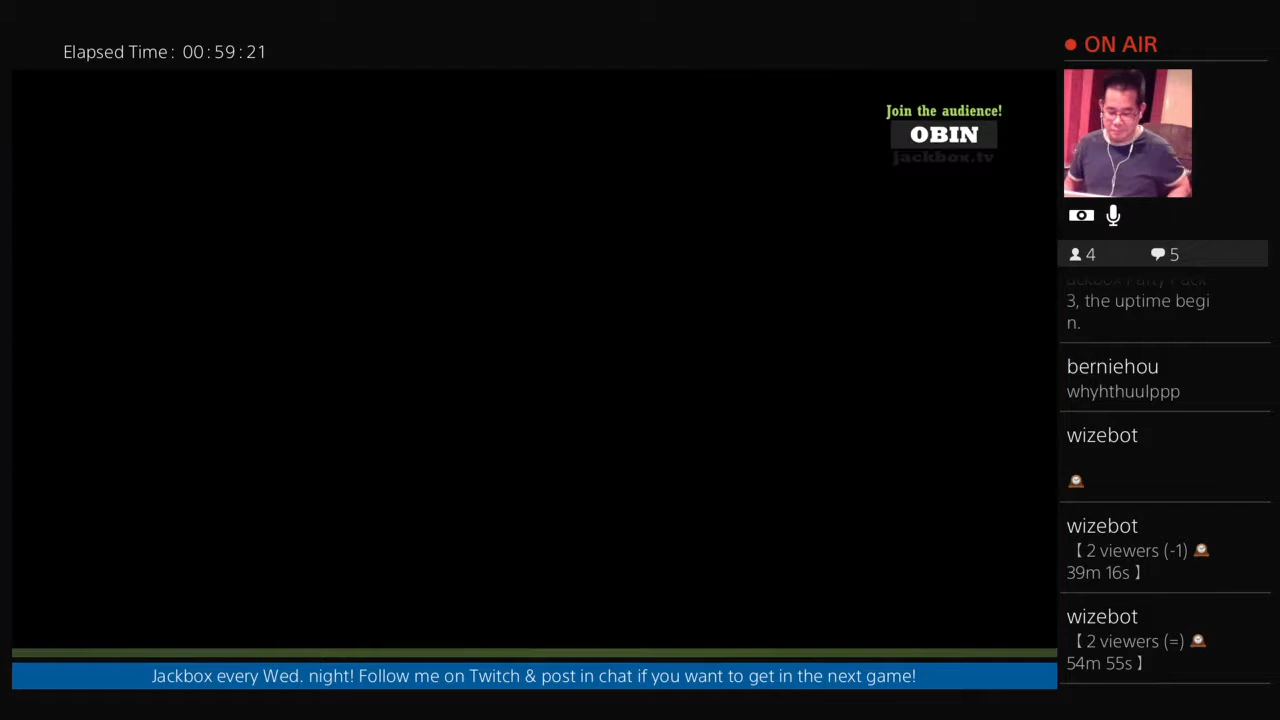 Elapsed Time: 00:59:21
ON AIR
Join the audience!
OBIN
jackbox.tv
4
5
3, the uptime begi
n.
berniehou
whyhthuulppp
wizebot
wizebot
【 2 viewers (-1)
39m 16s 】
wizebot
【 2 viewers (=)
54m 55s 】
Jackbox every Wed. night! Follow me on Twitch & post in chat if you want to get in the next game!